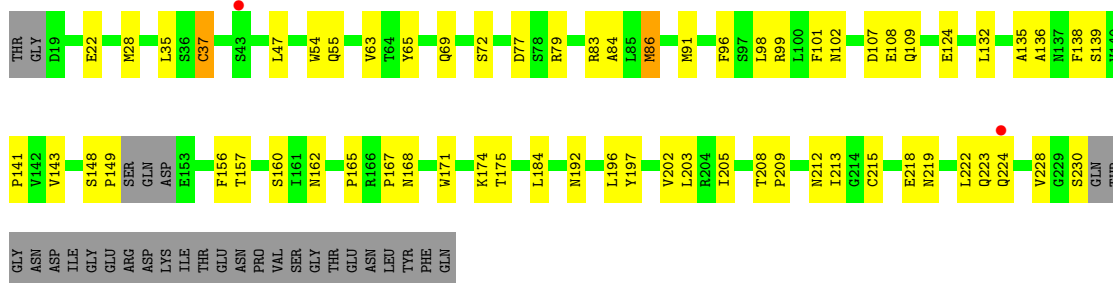 THR GLY D19 E22 M28 L35 S36 C37 S43 L47 W54 Q55 V63 T64 Y65 Q69 S72 D77 S78 R79 R83 A84 L85 M86 M91 F96 S97 L98 R99 L100 F101 N102 D107 E108 Q109 E124 L132 A135 A136 N137 F138 S139 V140
P141 V142 V143 S148 P149 SER GLN ASP E153 F156 T157 S160 I161 N162 P165 R166 P167 N168 W171 K174 T175 L184 N192 L196 Y197 V202 L203 R204 I205 T208 P209 N212 I213 G214 C215 E218 N219 L222 Q223 Q224 V228 G229 S230 GLN TYR
GLY ASN ASP ILE GLY GLU ARG ASP LYS ILE THR GLU ASN PRO VAL SER GLY THR GLU ASN LEU TYR PHE GLN